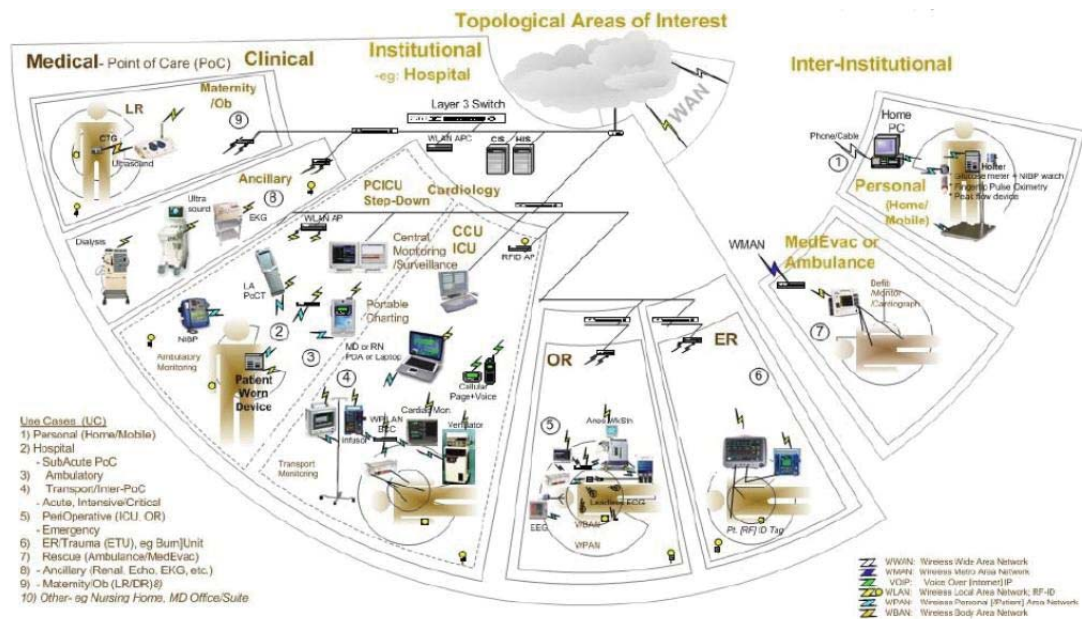 Topological Areas of Interest
Medical- Point of Care (PoC)
Clinical
Institutional
-eg: Hospital
Inter-Institutional
WAN
Maternity
/Ob
LR
9
CTG
Ultrasound
Layer 3 Switch
WLAN APC
CIS
HIS
Ancillary
8
Ultra
sound
EKG
Dialysis
PCICU
Step-Down
Cardiology
WLAN AP
Central
Monitoring
/Surveillance
CCU
ICU
RFID AP
LA
PoCT
Portable
Charting
NIBP
2
3
4
Ambulatory
Monitoring
Patient
Worn
Device
MD or RN
PDA or Laptop
Cellular
Page+Voice
Cardiac Mon.
Ventilator
Infusion
Transport
Monitoring
OR
5
Area WkStn
Leadless ECG
EEG
WBAN
WPAN
ER
6
Pt. [RF] ID Tag
iPhone/Cable
1
Home
PC
Holter
Glucose meter + NIBP watch
* Fingertip Pulse Oximetry
* Peak flow device
Personal
(Home/
Mobile)
WMAN
MedEvac or
Ambulance
Defib
/Monitor
/Cardiograph
7
Use Cases (UC)
1) Personal (Home/Mobile)
2) Hospital
- SubAcute PoC
3) Ambulatory
4) Transport/Inter-PoC
- Acute, Intensive/Critical
5) PeriOperative (ICU, OR)
- Emergency
6) ER/Trauma (ETU), eg Burn]Unit
7) Rescue (Ambulance/MedEvac)
8) - Ancillary (Renal, Echo, EKG, etc.)
9) - Maternity/Ob (LR/DR)
10) Other- eg Nursing Home, MD Office/Suite
WWAN: Wireless Wide Area Network
WMAN: Wireless Metro Area Network
VOIP: Voice Over [Internet] IP
WLAN: Wireless Local Area Network; RF-ID
WPAN: Wireless Personal [/Patient] Area Network
WBAN: Wireless Body Area Network